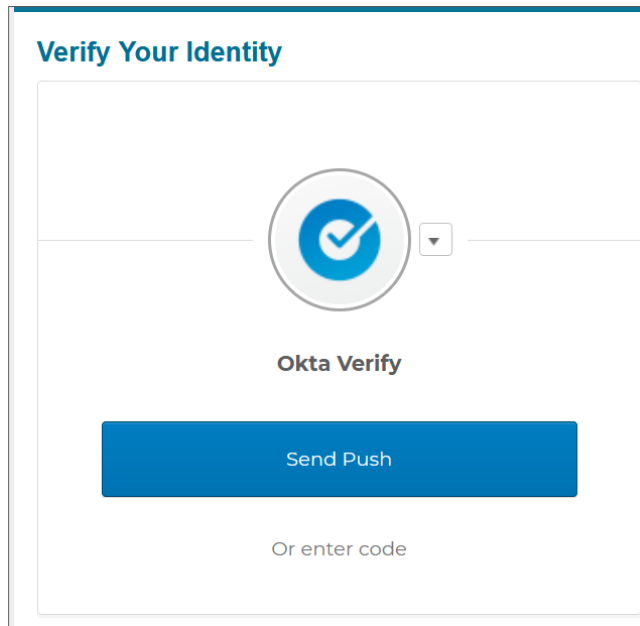 Verify Your Identity
Okta Verify
Send Push
Or enter code